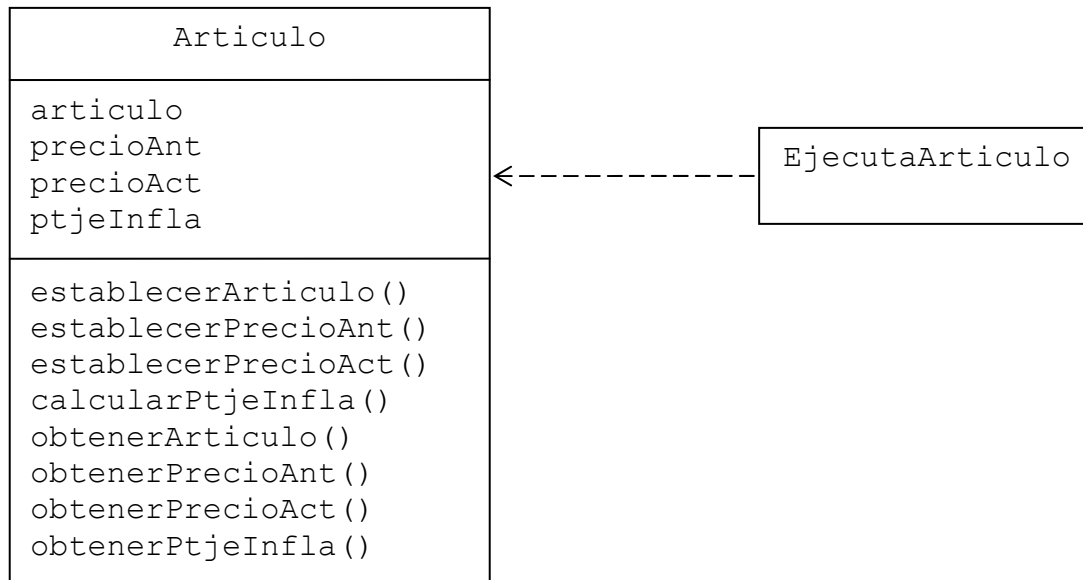 Articulo
articulo
precioAnt
precioAct
ptjeInfla
EjecutaArticulo
establecerArticulo()
establecerPrecioAnt()
establecerPrecioAct()
calcularPtjeInfla()
obtenerArticulo()
obtenerPrecioAnt()
obtenerPrecioAct()
obtenerPtjeInfla()